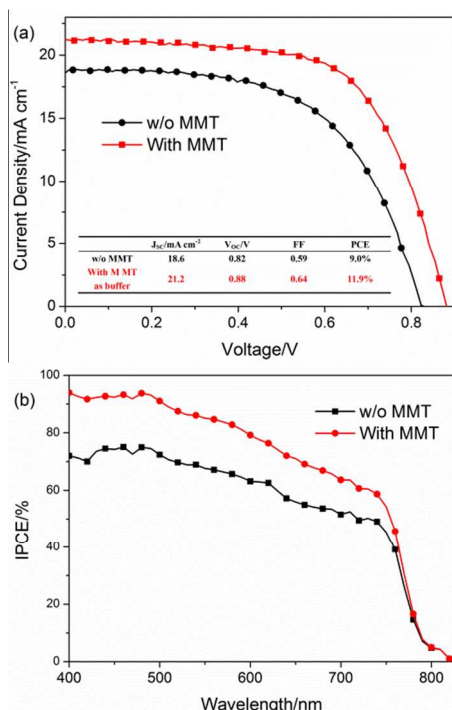 (a)
25
20
15
10
5
0
Current Density/mA cm⁻¹
w/o MMT
With MMT
J_SC/mA cm⁻² V_OC/V FF PCE
w/o MMT 18.6 0.82 0.59 9.0%
With M MT
as buffer 21.2 0.88 0.64 11.9%
0.0 0.2 0.4 0.6 0.8
Voltage/V
(b)
100
80
60
40
20
0
IPCE/%
w/o MMT
With MMT
400 500 600 700 800
Wavelength/nm